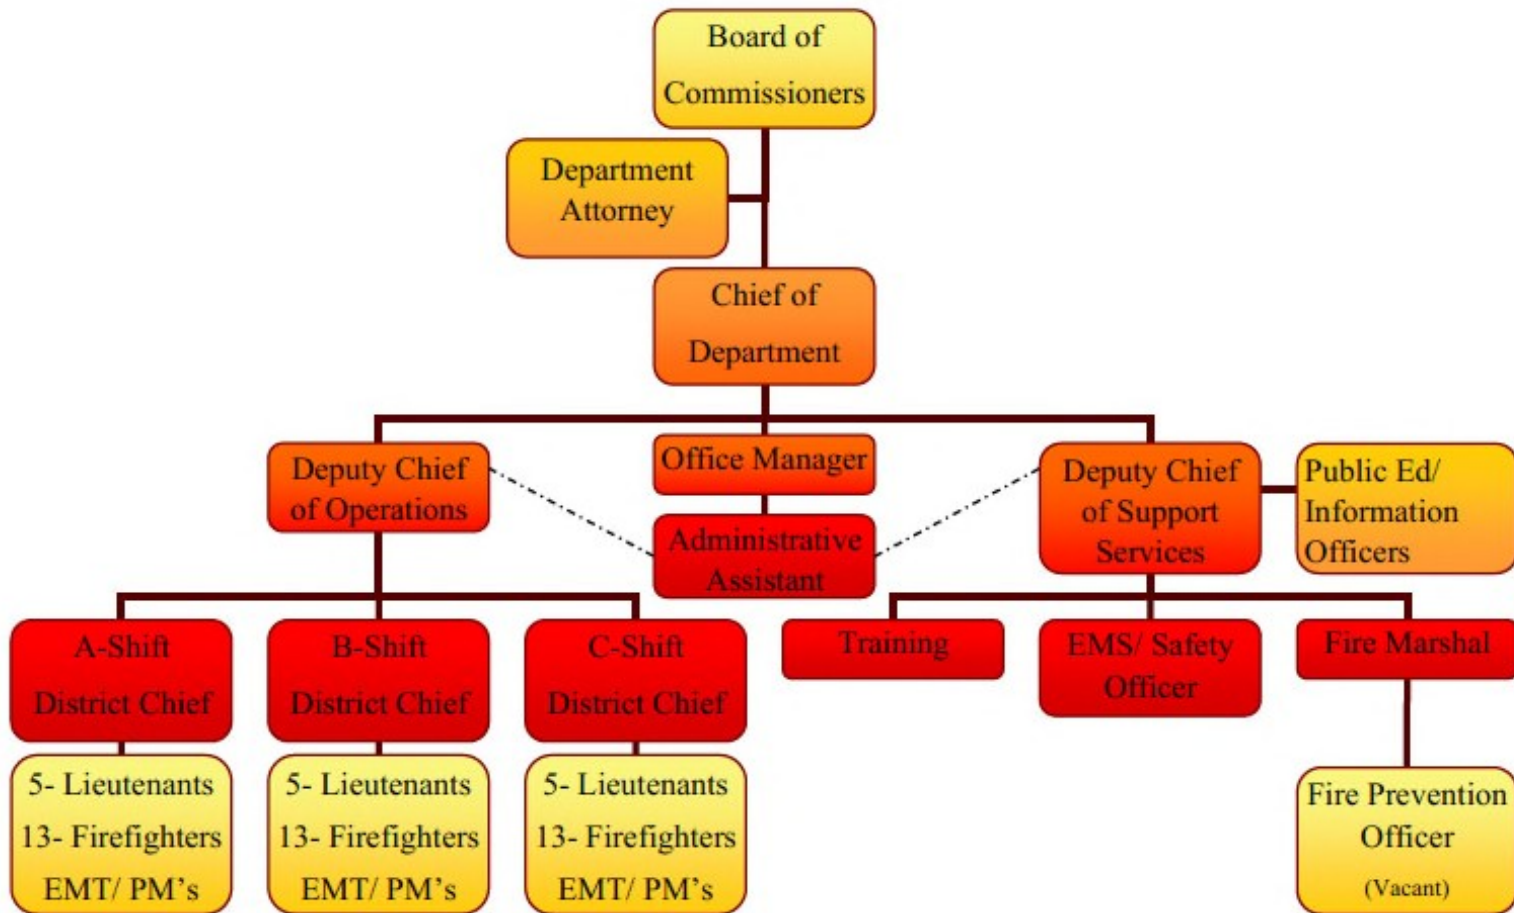 Board of
Commissioners
Department
Attorney
Chief of
Department
Deputy Chief
of Operations
Office Manager
Administrative
Assistant
Deputy Chief
of Support
Services
Public Ed/
Information
Officers
A-Shift
District Chief
B-Shift
District Chief
C-Shift
District Chief
Training
EMS/ Safety
Officer
Fire Marshal
5- Lieutenants
13- Firefighters
EMT/ PM’s
5- Lieutenants
13- Firefighters
EMT/ PM’s
5- Lieutenants
13- Firefighters
EMT/ PM’s
Fire Prevention
Officer
(Vacant)